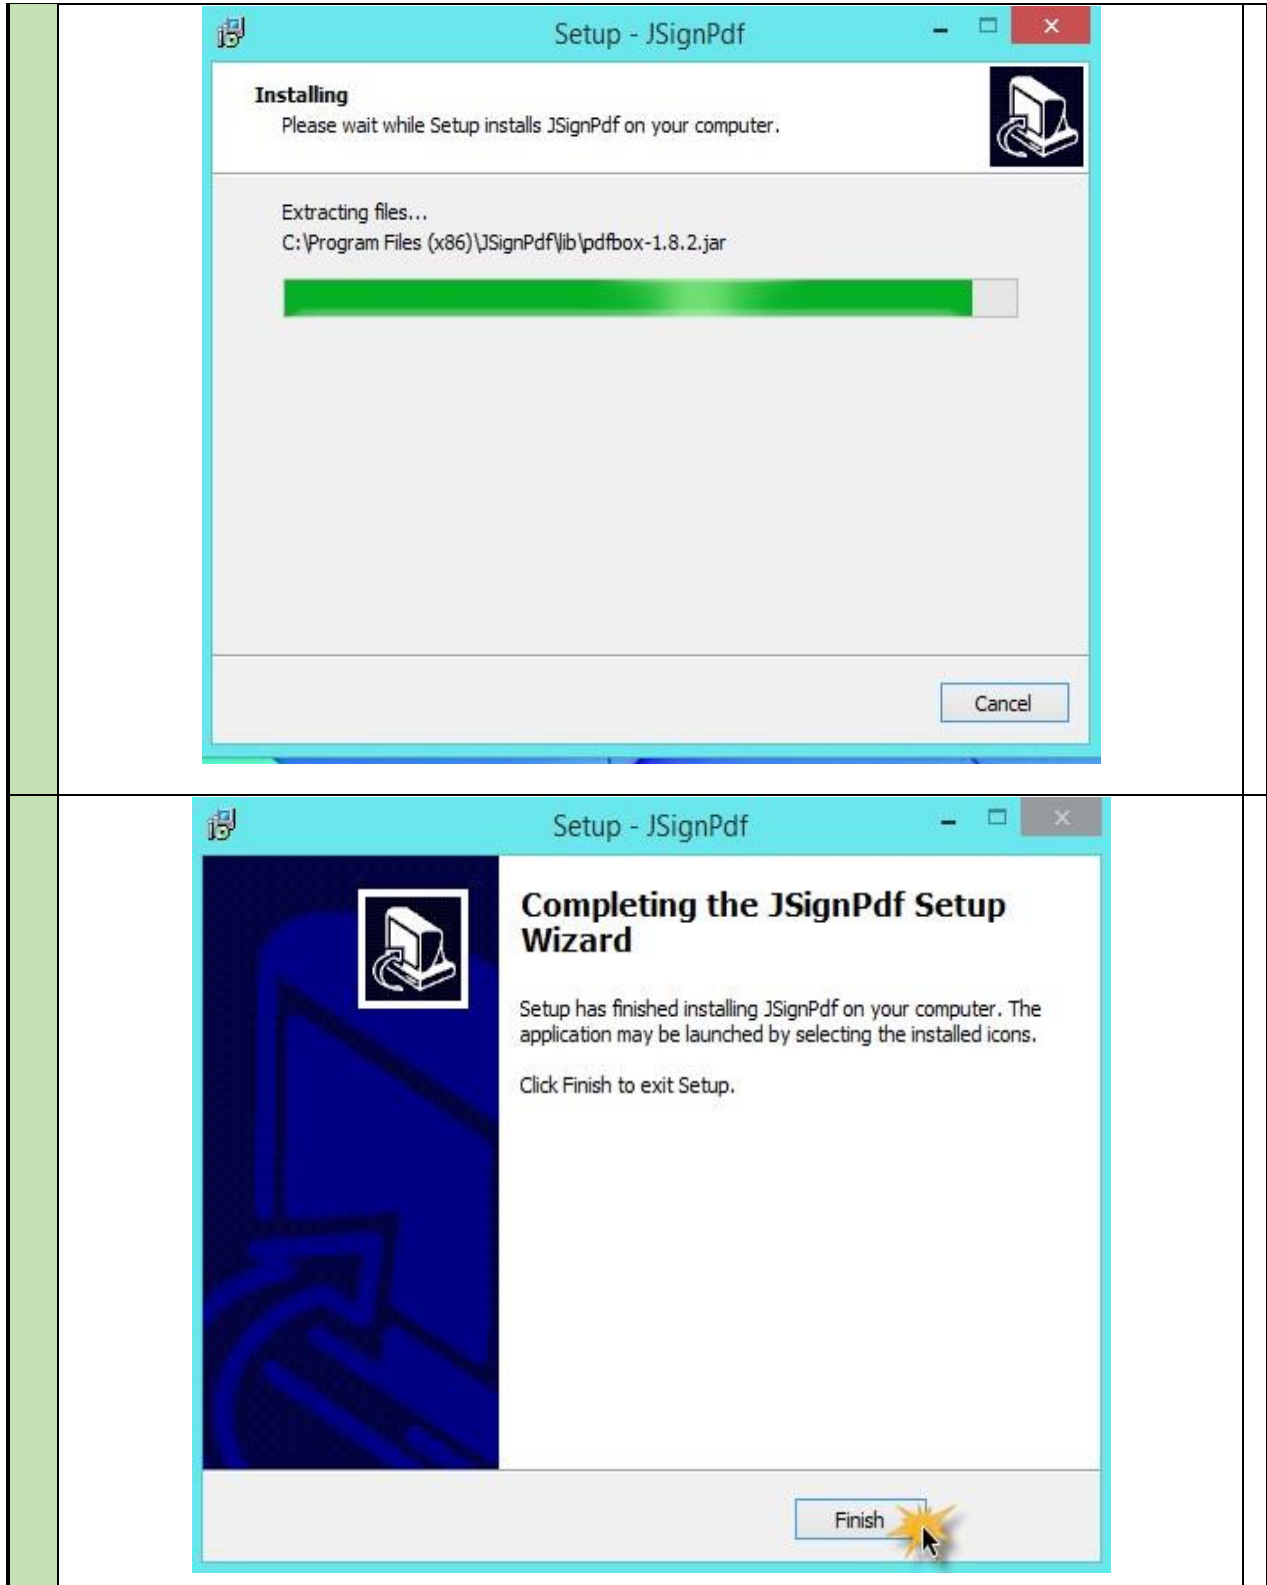 Setup - JSignPdf
Installing
Please wait while Setup installs JSignPdf on your computer.
Extracting files...
C:\Program Files (x86)\JSignPdf\lib\pdfbox-1.8.2.jar
Cancel
Setup - JSignPdf
Completing the JSignPdf Setup
Wizard
Setup has finished installing JSignPdf on your computer. The
application may be launched by selecting the installed icons.
Click Finish to exit Setup.
Finish